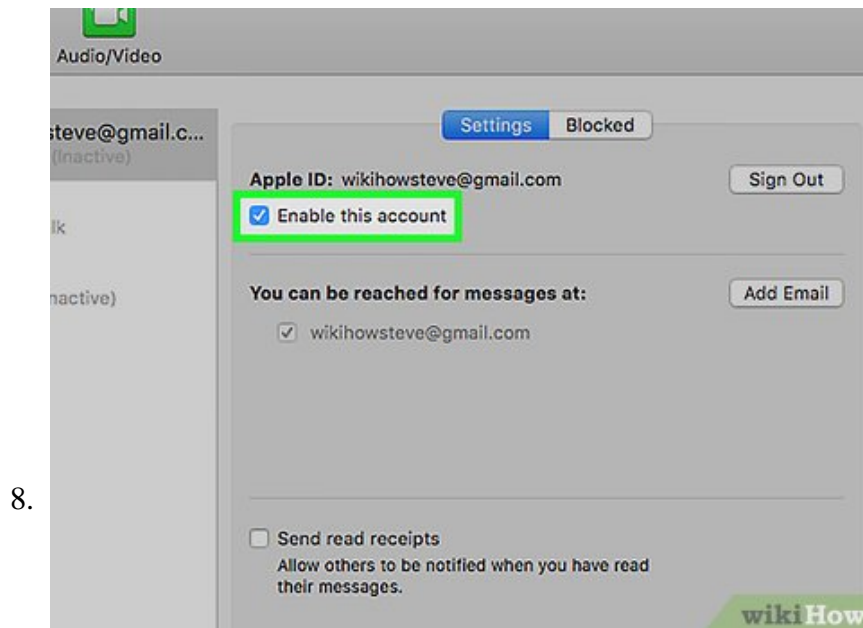 Audio/Video
steve@gmail.c...
(Inactive)
lk
nactive)
Settings Blocked
Apple ID: wikihowsteve@gmail.com Sign Out
Enable this account
You can be reached for messages at: Add Email
wikihowsteve@gmail.com
8.
Send read receipts
Allow others to be notified when you have read
their messages.
wikiHow